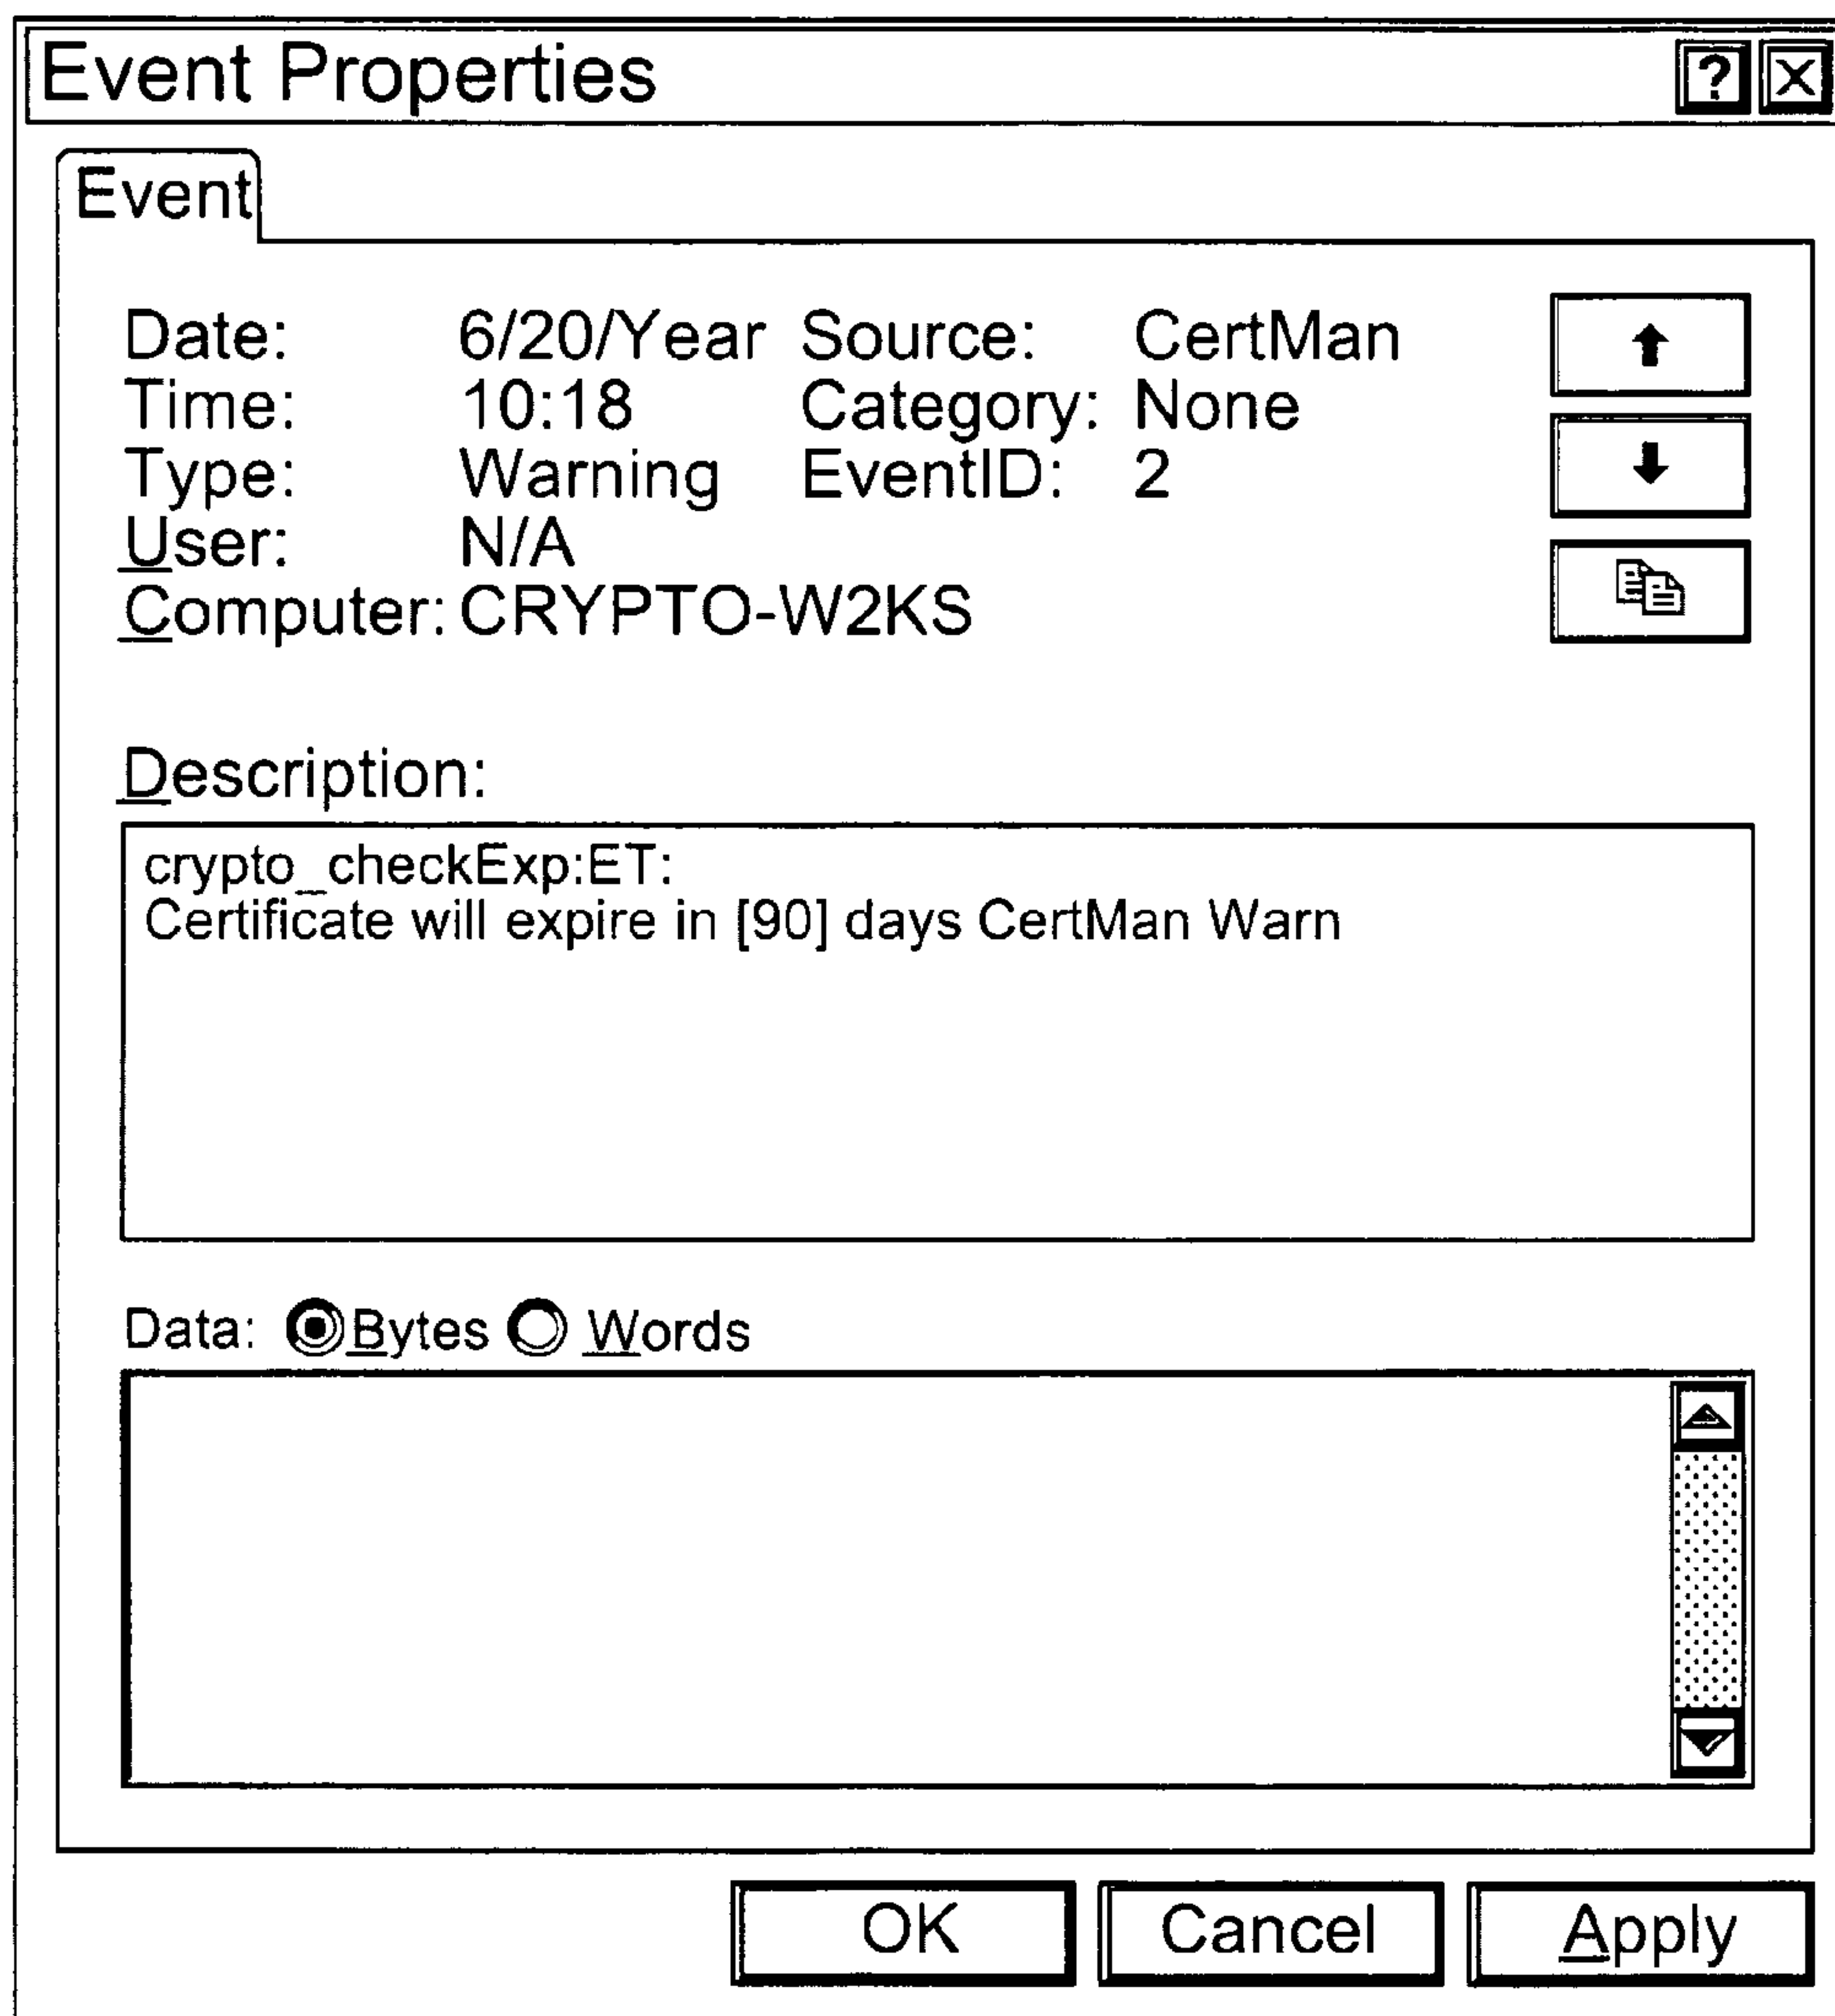 Event Properties ? X
Event
Date: 6/20/Year Source: CertMan
Time: 10:18 Category: None
Type: Warning EventID: 2
User: N/A
Computer: CRYPTO-W2KS
Description:
crypto_checkExp:ET:
Certificate will expire in [90] days CertMan Warn
Data: Bytes Words
OK Cancel Apply